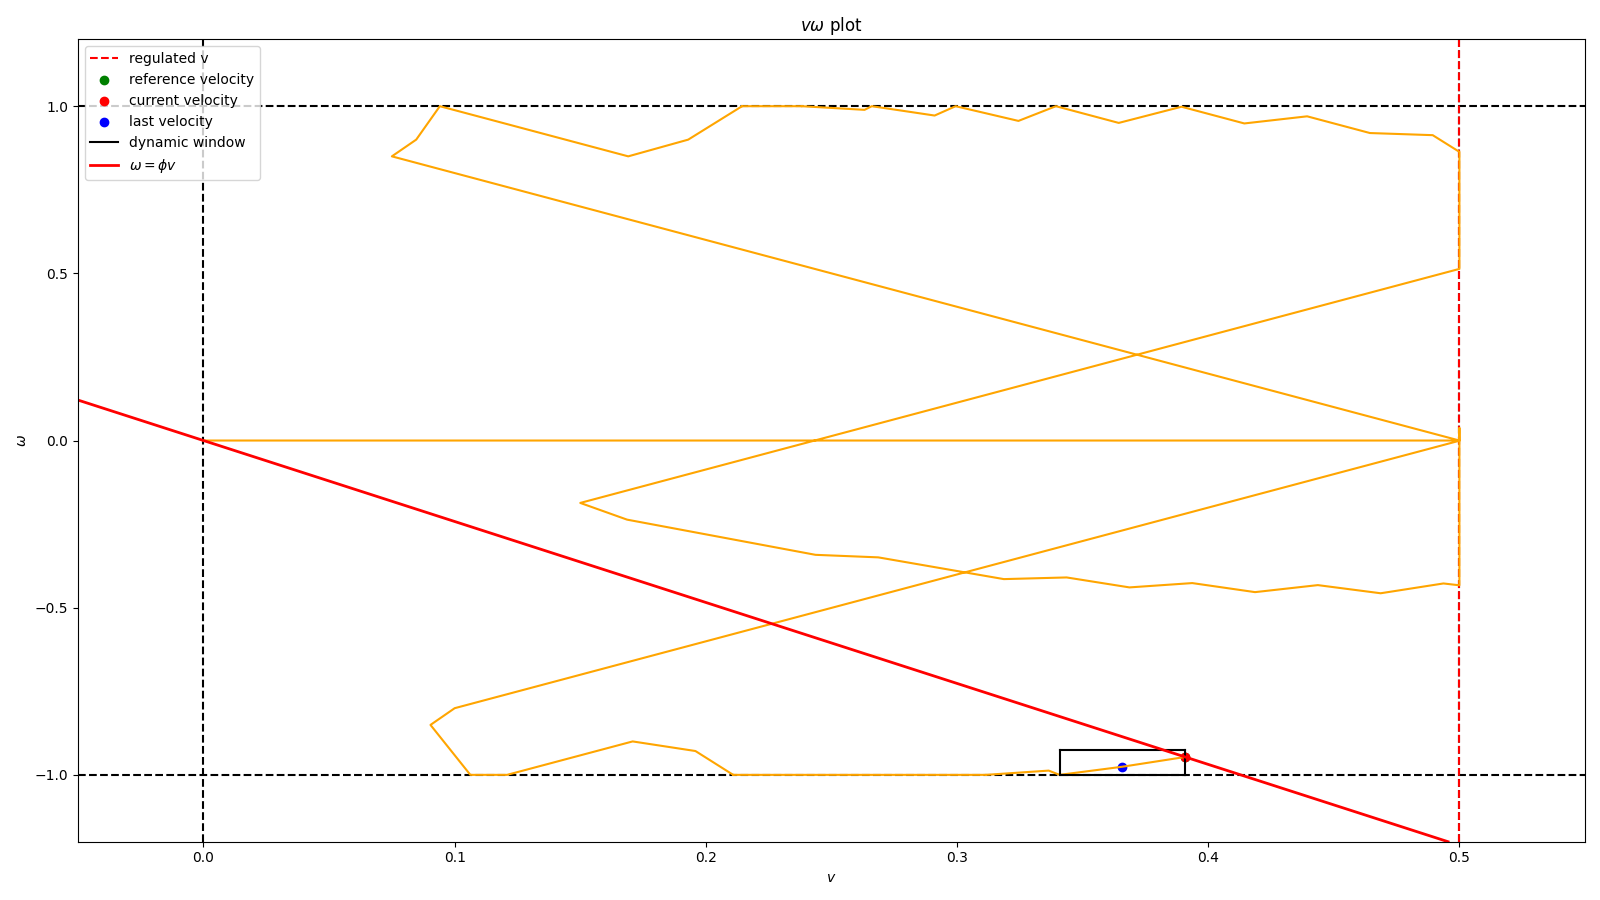 vω plot
regulated v
reference velocity
current velocity
last velocity
dynamic window
ω = ϕv
1.0
0.5
0.0
−0.5
−1.0
ω
0.0 0.1 0.2 0.3 0.4 0.5
v